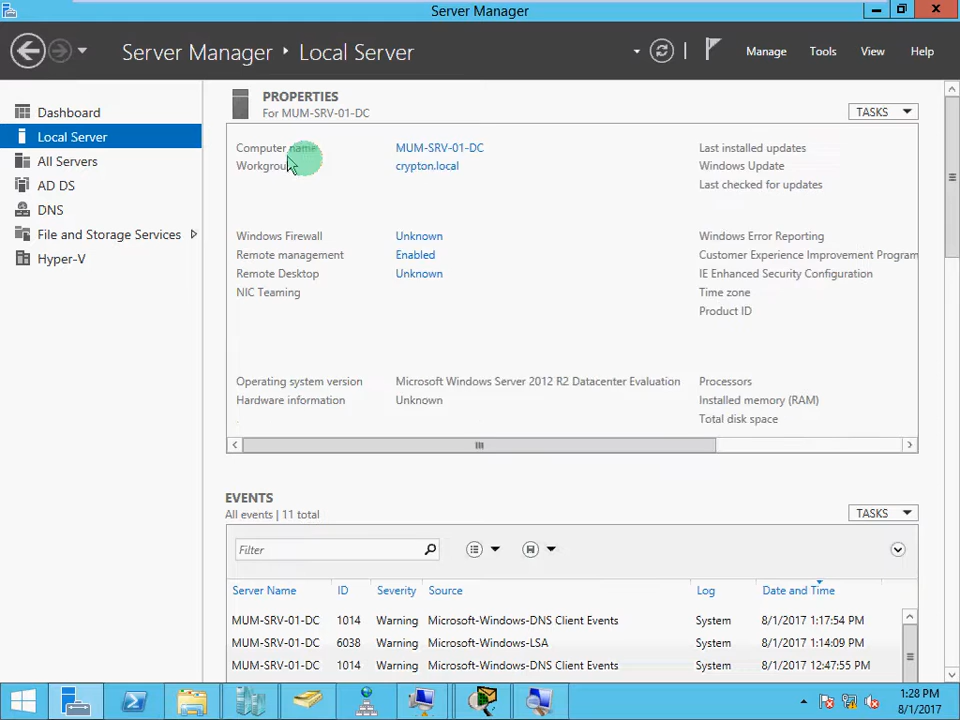 Server Manager
Server Manager ‣ Local Server
Manage Tools View Help
Dashboard
Local Server
All Servers
AD DS
DNS
File and Storage Services
Hyper-V
PROPERTIES
For MUM-SRV-01-DC
TASKS
Computer name MUM-SRV-01-DC Last installed updates
crypton.local Windows Update
Last checked for updates
Windows Firewall Unknown Windows Error Reporting
Remote management Enabled Customer Experience Improvement Program
Remote Desktop Unknown IE Enhanced Security Configuration
NIC Teaming Time zone
Product ID
Operating system version Microsoft Windows Server 2012 R2 Datacenter Evaluation Processors
Hardware information Unknown Installed memory (RAM)
Total disk space
EVENTS
All events | 11 total
TASKS
Filter
Server Name ID Severity Source Log Date and Time
MUM-SRV-01-DC 1014 Warning Microsoft-Windows-DNS Client Events System 8/1/2017 1:17:54 PM
MUM-SRV-01-DC 6038 Warning Microsoft-Windows-LSA System 8/1/2017 1:14:09 PM
MUM-SRV-01-DC 1014 Warning Microsoft-Windows-DNS Client Events System 8/1/2017 12:47:55 PM
1:28 PM
8/1/2017